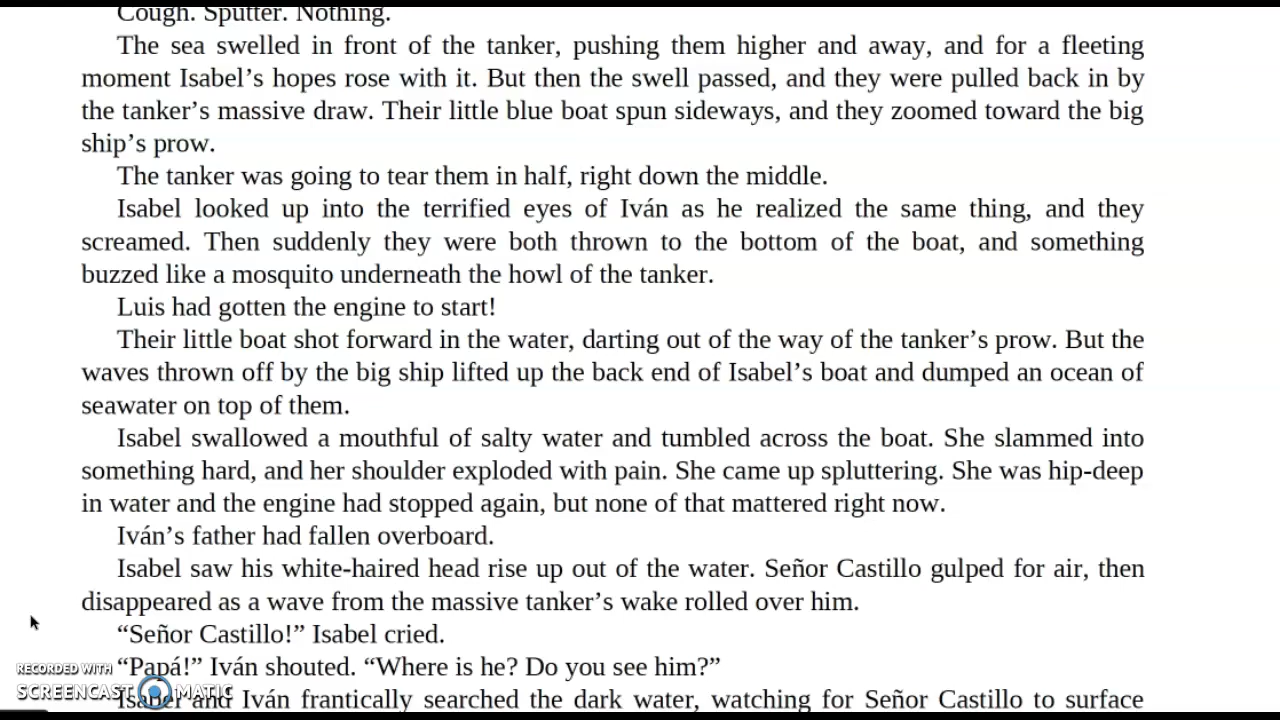 Cough. Sputter. Nothing.
The sea swelled in front of the tanker, pushing them higher and away, and for a fleeting
moment Isabel’s hopes rose with it. But then the swell passed, and they were pulled back in by
the tanker’s massive draw. Their little blue boat spun sideways, and they zoomed toward the big
ship’s prow.
The tanker was going to tear them in half, right down the middle.
Isabel looked up into the terrified eyes of Iván as he realized the same thing, and they
screamed. Then suddenly they were both thrown to the bottom of the boat, and something
buzzed like a mosquito underneath the howl of the tanker.
Luis had gotten the engine to start!
Their little boat shot forward in the water, darting out of the way of the tanker’s prow. But the
waves thrown off by the big ship lifted up the back end of Isabel’s boat and dumped an ocean of
seawater on top of them.
Isabel swallowed a mouthful of salty water and tumbled across the boat. She slammed into
something hard, and her shoulder exploded with pain. She came up spluttering. She was hip-deep
in water and the engine had stopped again, but none of that mattered right now.
Iván’s father had fallen overboard.
Isabel saw his white-haired head rise up out of the water. Señor Castillo gulped for air, then
disappeared as a wave from the massive tanker’s wake rolled over him.
“Señor Castillo!” Isabel cried.
“Papá!” Iván shouted. “Where is he? Do you see him?”
Isabel and Iván frantically searched the dark water, watching for Señor Castillo to surface
RECORDED WITH
SCREENCAST MATIC